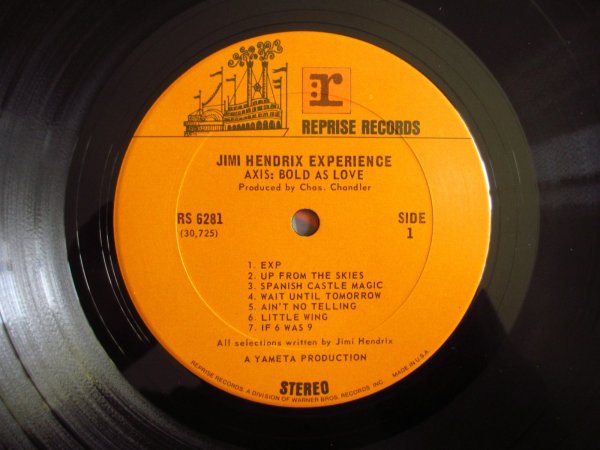 r
REPRISE RECORDS
JIMI HENDRIX EXPERIENCE
AXIS: BOLD AS LOVE
Produced by Chas. Chandler
RS 6281
(30,725)
SIDE
1
1. EXP
2. UP FROM THE SKIES
3. SPANISH CASTLE MAGIC
4. WAIT UNTIL TOMORROW
5. AIN'T NO TELLING
6. LITTLE WING
7. IF 6 WAS 9
All selections written by Jimi Hendrix
A YAMETA PRODUCTION
STEREO
REPRISE RECORDS, A DIVISION OF WARNER BROS. RECORDS, INC. MADE IN U.S.A.